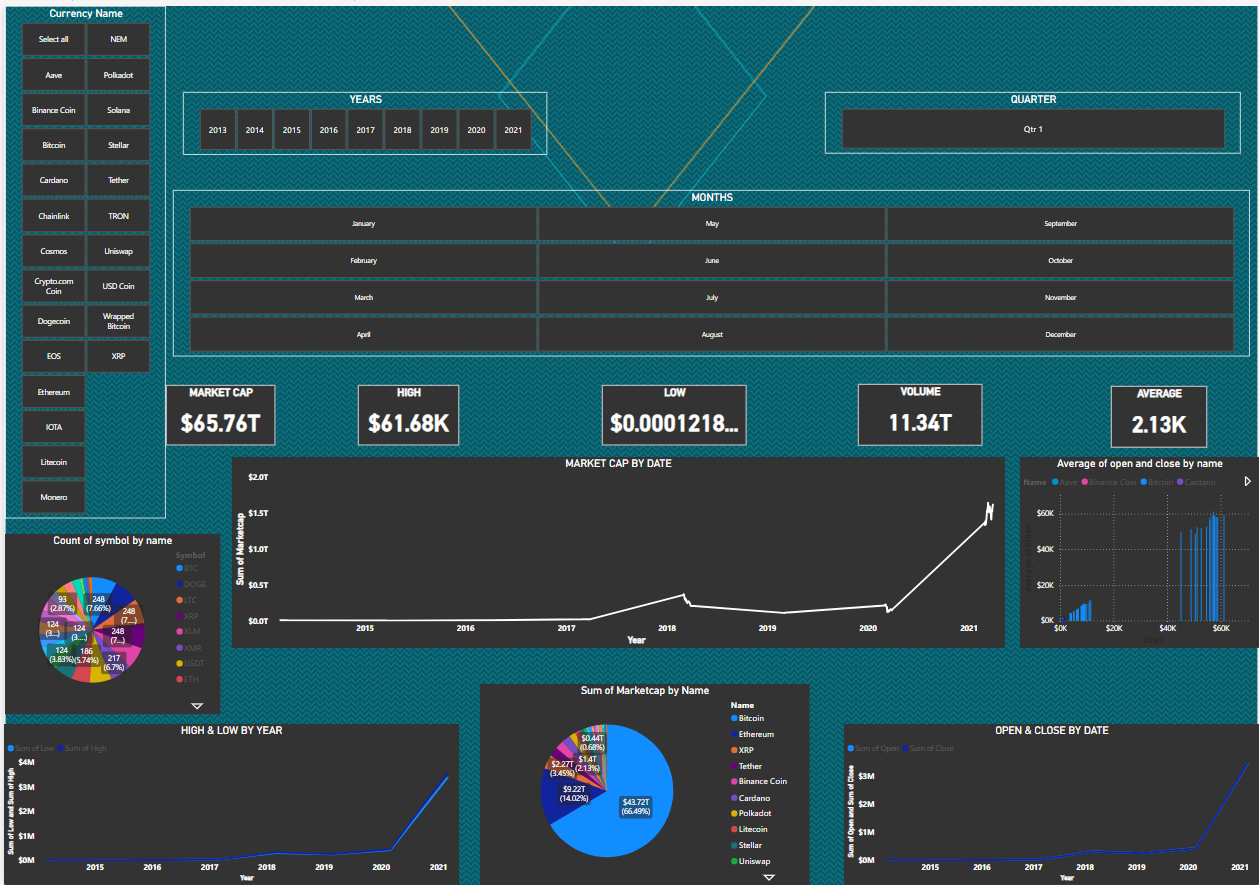 Currency Name
Select all
NEM
Aave
Polkadot
Binance Coin
Solana
Bitcoin
Stellar
Cardano
Tether
Chainlink
TRON
Cosmos
Uniswap
Crypto.com
Coin
USD Coin
Dogecoin
Wrapped
Bitcoin
EOS
XRP
Ethereum
IOTA
Litecoin
Monero
YEARS
2013 2014 2015 2016 2017 2018 2019 2020 2021
QUARTER
Qtr 1
MONTHS
January May September
February June October
March July November
April August December
MARKET CAP
$65.76T
HIGH
$61.68K
LOW
$0.0001218...
VOLUME
11.34T
AVERAGE
2.13K
MARKET CAP BY DATE
Sum of Marketcap
$2.0T
$1.5T
$1.0T
$0.5T
$0.0T
2015 2016 2017 2018 2019 2020 2021
Year
Average of open and close by name
Name Aave Binance Coin Bitcoin Cardano
Average of Close
$60K
$40K
$20K
$0K
$0K $20K $40K $60K
Open
Count of symbol by name
Symbol
BTC
DOGE
LTC
XRP
XLM
XMR
USDT
ETH
93
(2.87%)
248
(7.66%)
248
(7...)
248
(7...)
217
(6.7%)
186
(5.74%)
124
(3.83%)
124
(3...)
124
(3....)
HIGH & LOW BY YEAR
Sum of Low Sum of High
Sum of Low and Sum of High
$4M
$3M
$2M
$1M
$0M
2015 2016 2017 2018 2019 2020 2021
Year
Sum of Marketcap by Name
$0.44T
(0.68%)
$1.4T
(2.13%)
$2.27T
(3.45%)
$9.22T
(14.02%)
$43.72T
(66.49%)
Name
Bitcoin
Ethereum
XRP
Tether
Binance Coin
Cardano
Polkadot
Litecoin
Stellar
Uniswap
OPEN & CLOSE BY DATE
Sum of Open Sum of Close
Sum of Open and Sum of Close
$3M
$2M
$1M
$0M
2015 2016 2017 2018 2019 2020 2021
Year